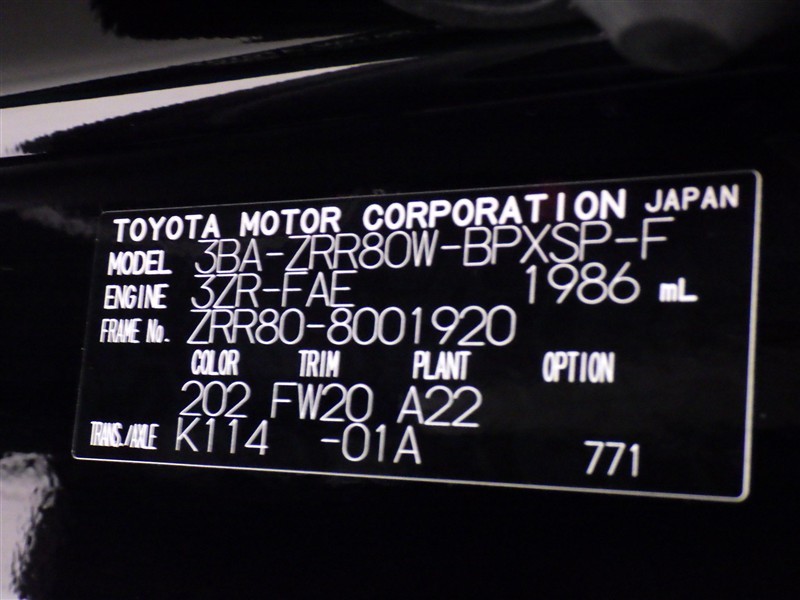 TOYOTA MOTOR CORPORATION JAPAN
MODEL 3BA-ZRR80W-BPXSP-F
ENGINE 3ZR-FAE 1986 mL
FRAME No. ZRR80-8001920
COLOR TRIM PLANT OPTION
202 FW20 A22
TRANS./AXLE K114 -01A 771